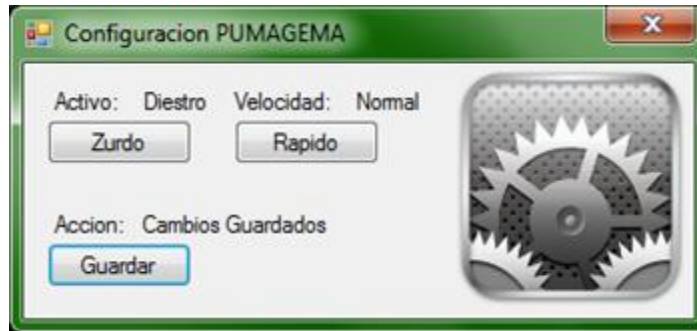 Configuracion PUMAGEMA
Activo: Diestro Velocidad: Normal
Zurdo Rapido
Accion: Cambios Guardados
Guardar